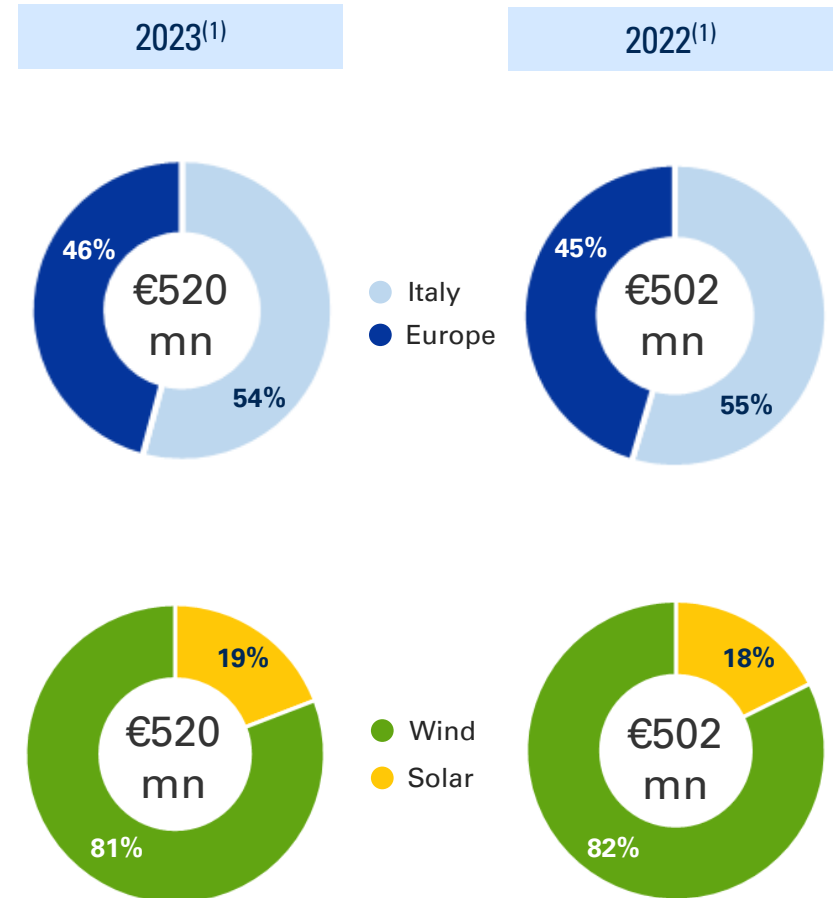 2023(1)
2022(1)
46%
€520
mn
54%
Italy
Europe
45%
€502
mn
55%
19%
€520
mn
81%
Wind
Solar
18%
€502
mn
82%